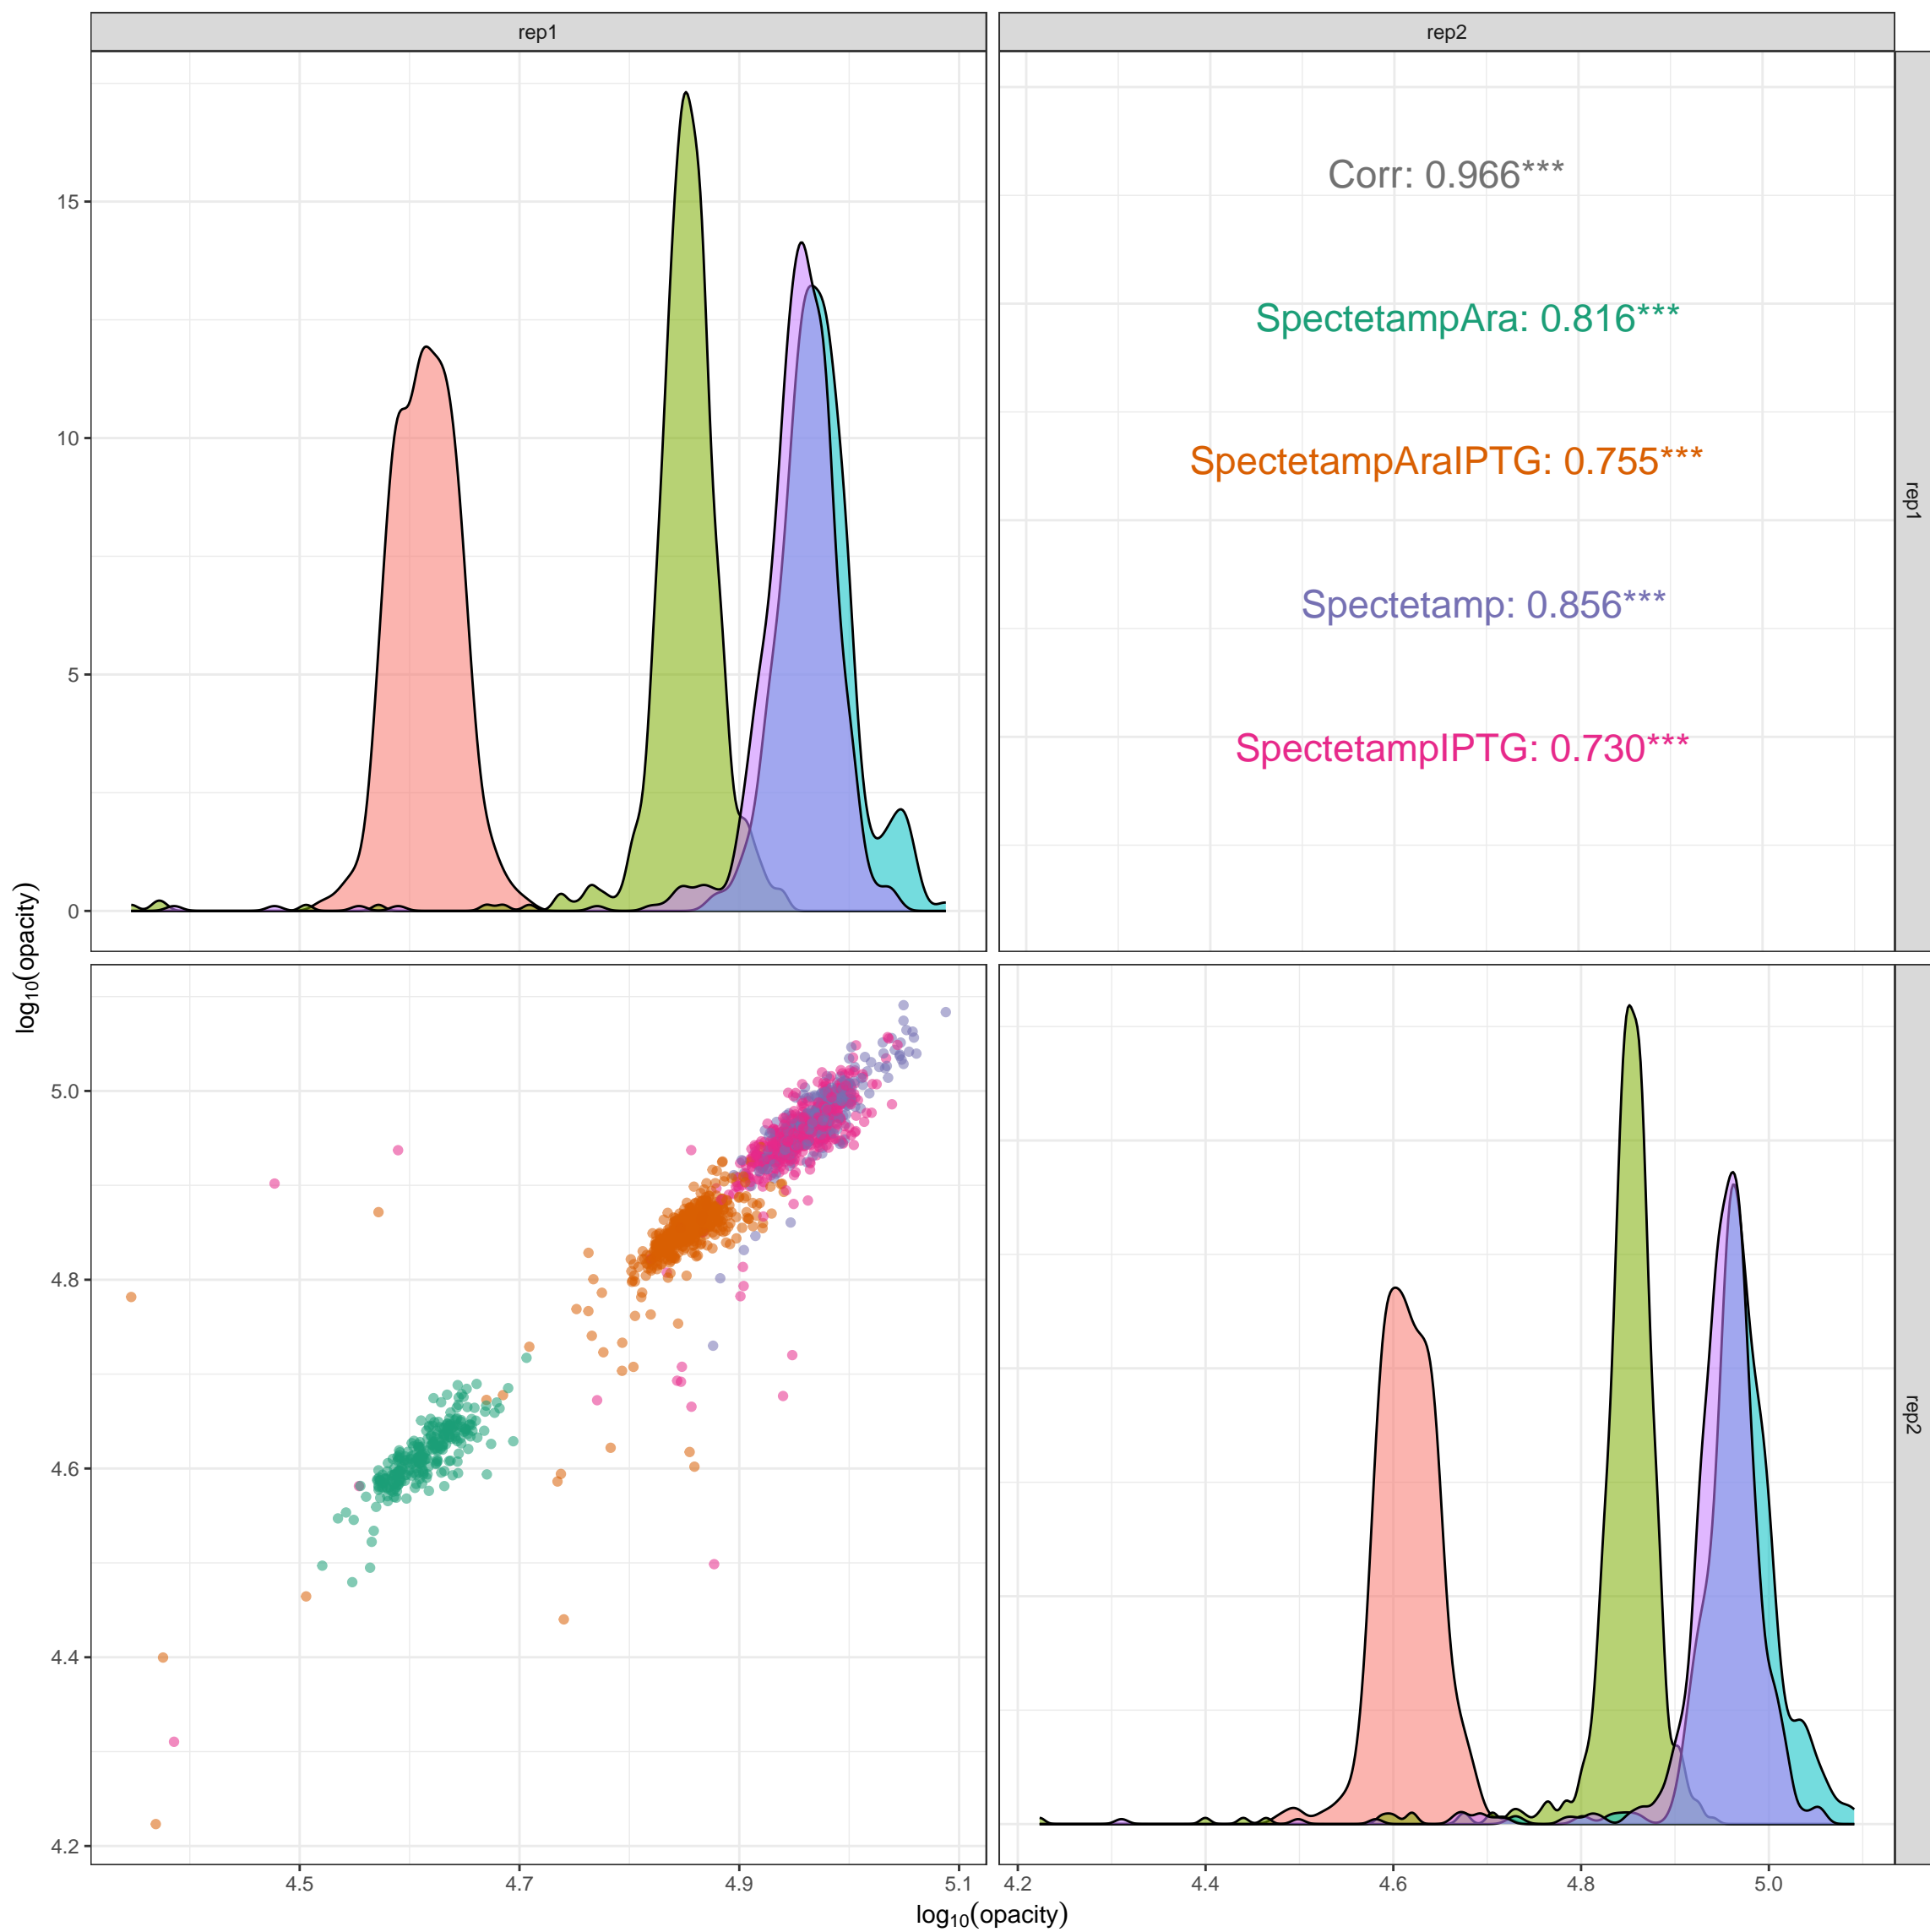 rep1
rep2
15
10
5
0
Corr: 0.966***
SpectetampAra: 0.816***
SpectetampAraIPTG: 0.755***
Spectetamp: 0.856***
SpectetampIPTG: 0.730***
rep1
log₁₀(opacity)
5.0
4.8
4.6
4.4
4.2
rep2
4.5
4.7
4.9
5.1
4.2
4.4
4.6
4.8
5.0
log₁₀(opacity)